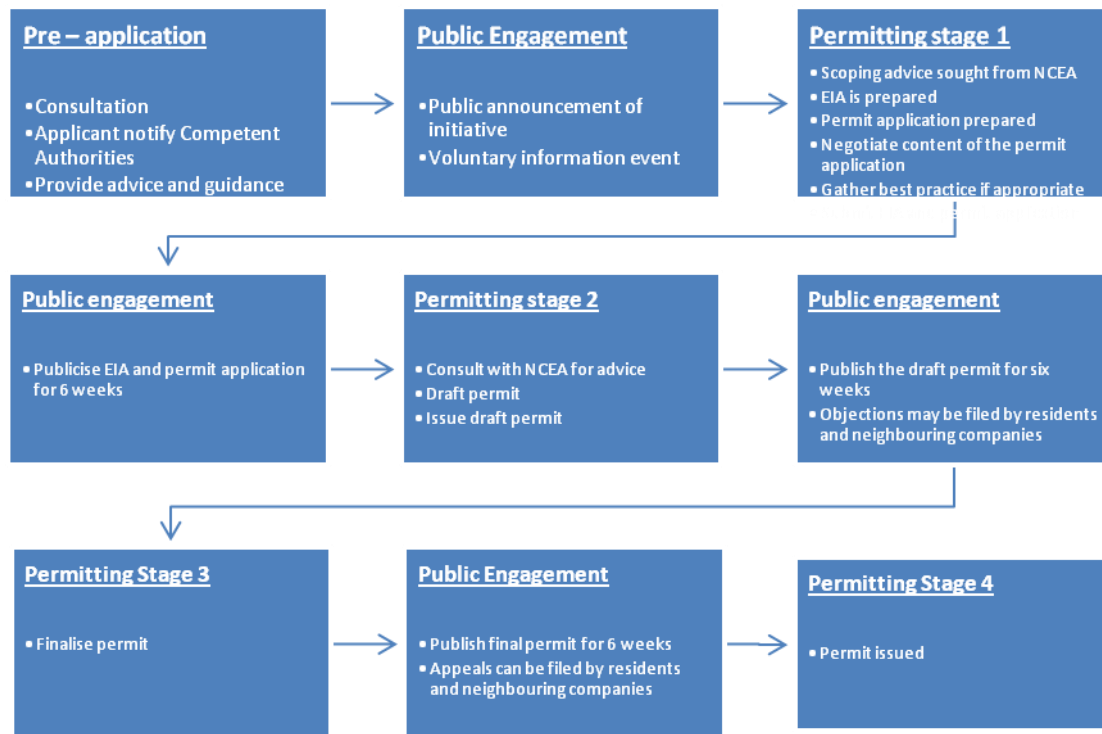 Pre – application
• Consultation
• Applicant notify Competent
Authorities
• Provide advice and guidance
Public Engagement
• Public announcement of
initiative
• Voluntary information event
Permitting stage 1
• Scoping advice sought from NCEA
• EIA is prepared
• Permit application prepared
• Negotiate content of the permit
application
• Gather best practice if appropriate
Public engagement
• Publicise EIA and permit application
for 6 weeks
Permitting stage 2
• Consult with NCEA for advice
• Draft permit
• Issue draft permit
Public engagement
• Publish the draft permit for six
weeks
• Objections may be filed by residents
and neighbouring companies
Permitting Stage 3
• Finalise permit
Public Engagement
• Publish final permit for 6 weeks
• Appeals can be filed by residents
and neighbouring companies
Permitting Stage 4
• Permit issued